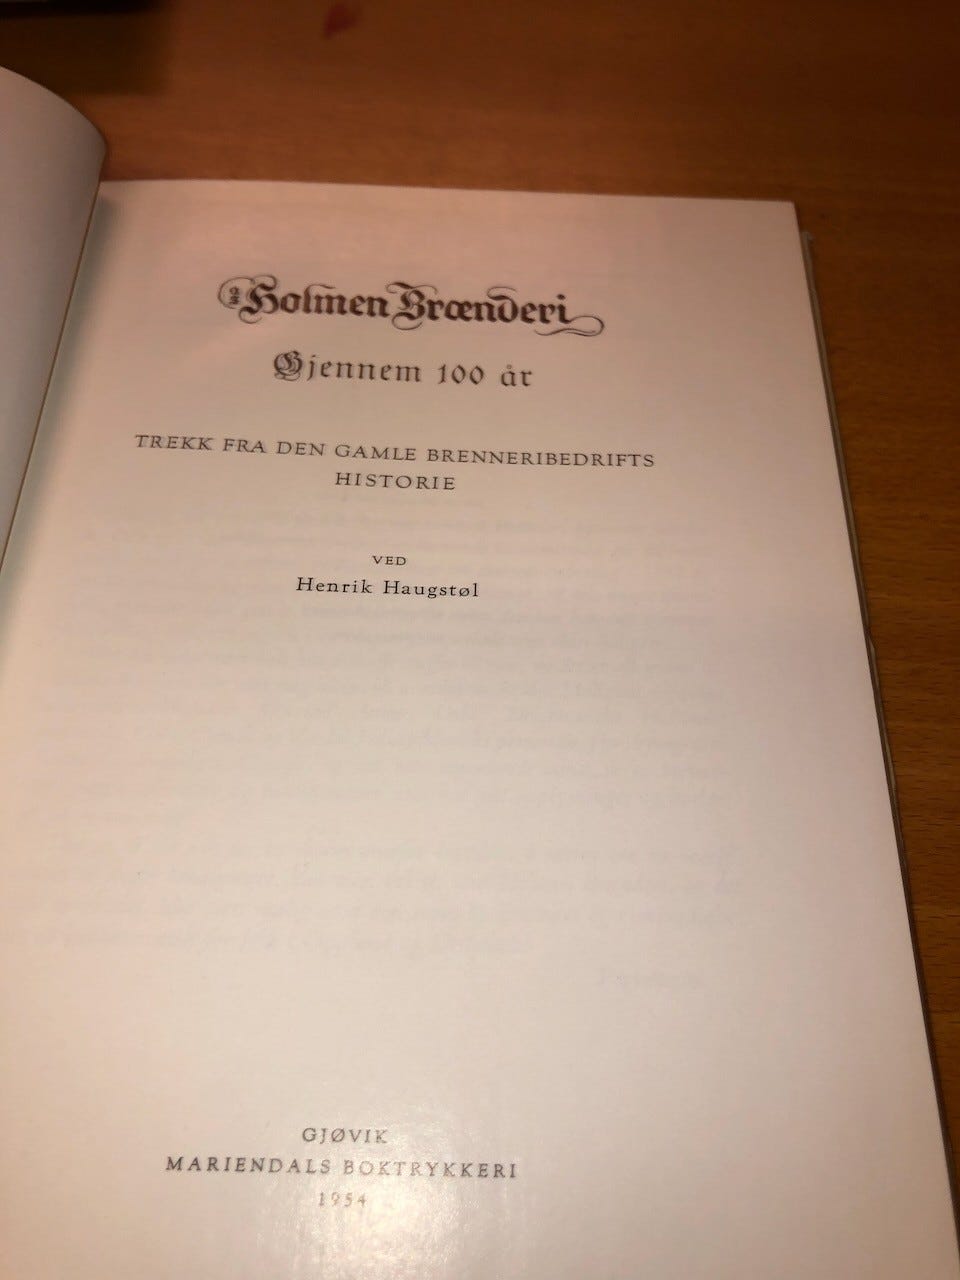 A/S Holmen Brænderi
Gjennem 100 år
TREKK FRA DEN GAMLE BRENNERIBEDRIFTS
HISTORIE
VED
Henrik Haugstøl
GJØVIK
MARIENDALS BOKTRYKKERI
1954